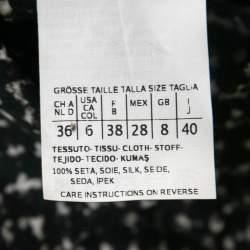 GRÖSSE TAILLE TALLA SIZE TAGLIA
CH A NL D USA CA COL F B MEX GB I
36 6 38 28 8 40
TESSUTO-TISSU-CLOTH-STOFF-
TEJIDO-TECIDO-KUMAŞ
100% SETA, SOIE, SILK, SEIDE,
SEDA, IPEK
CARE INSTRUCTIONS ON REVERSE